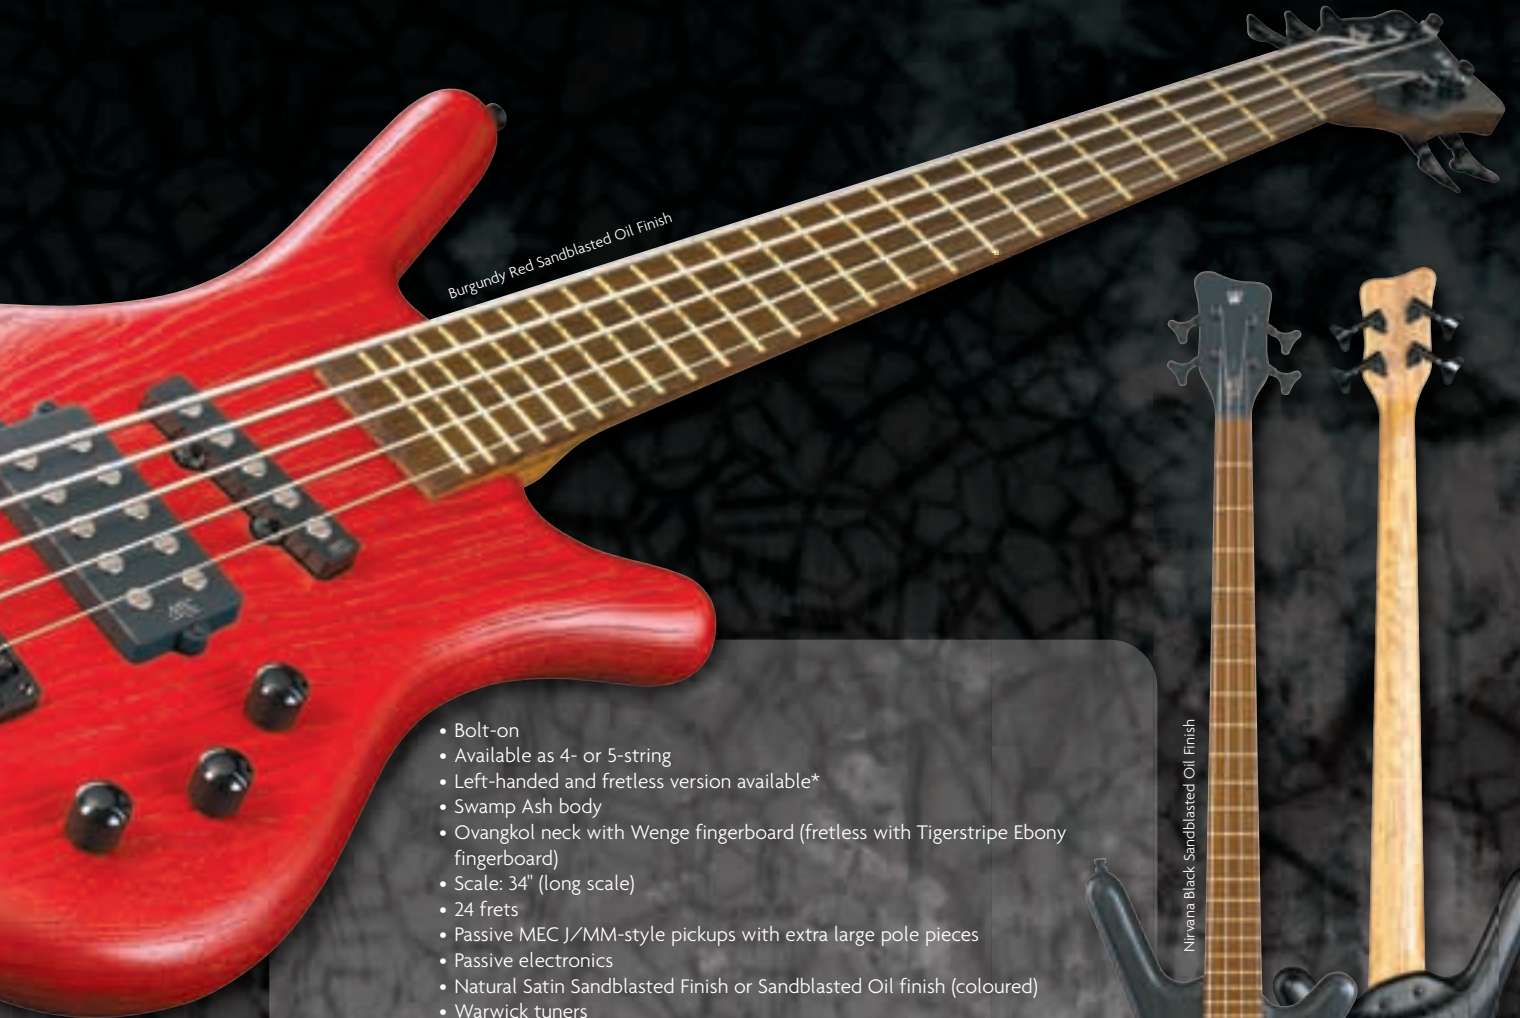 Burgundy Red Sandblasted Oil Finish
• Bolt-on
• Available as 4- or 5-string
• Left-handed and fretless version available*
• Swamp Ash body
• Ovangkol neck with Wenge fingerboard (fretless with Tigerstripe Ebony
fingerboard)
• Scale: 34" (long scale)
• 24 frets
• Passive MEC J/MM-style pickups with extra large pole pieces
• Passive electronics
• Natural Satin Sandblasted Finish or Sandblasted Oil finish (coloured)
• Warwick tuners
Nirvana Black Sandblasted Oil Finish
MEC